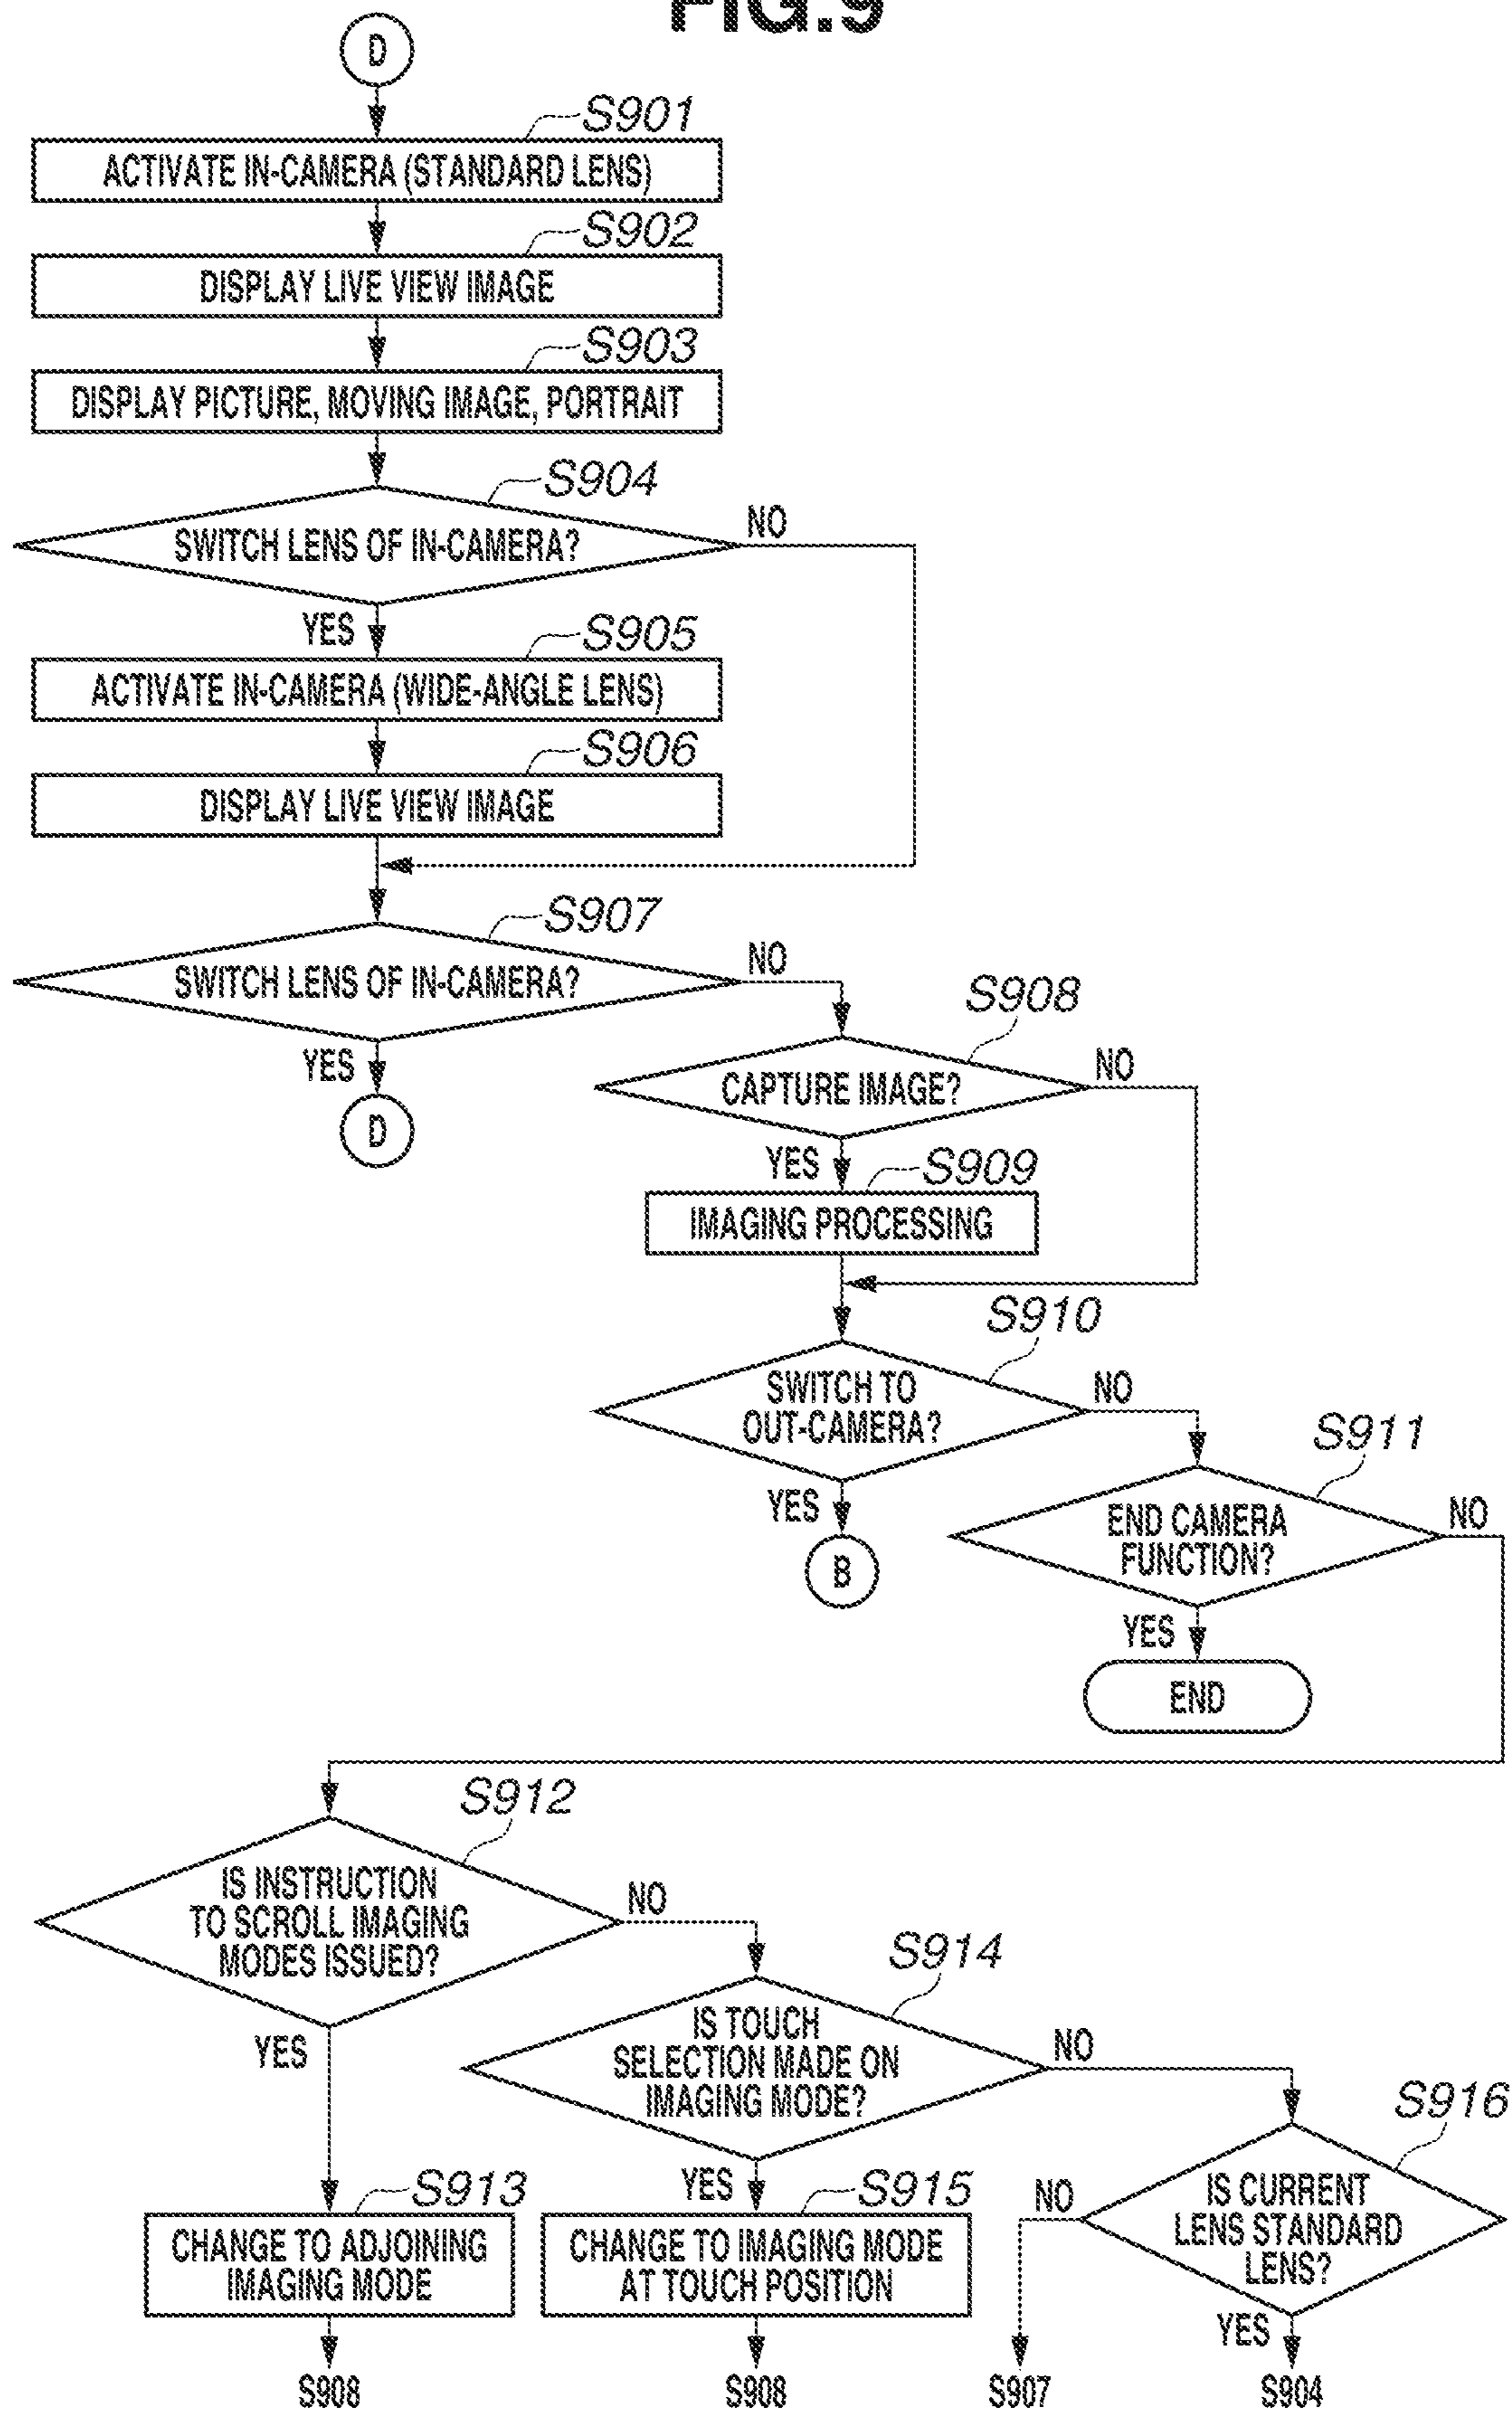 FIG.9
D
S901
ACTIVATE IN-CAMERA (STANDARD LENS)
S902
DISPLAY LIVE VIEW IMAGE
S903
DISPLAY PICTURE, MOVING IMAGE, PORTRAIT
S904
SWITCH LENS OF IN-CAMERA?
NO
YES
S905
ACTIVATE IN-CAMERA (WIDE-ANGLE LENS)
S906
DISPLAY LIVE VIEW IMAGE
S907
SWITCH LENS OF IN-CAMERA?
NO
YES
D
S908
CAPTURE IMAGE?
NO
YES
S909
IMAGING PROCESSING
S910
SWITCH TO
OUT-CAMERA?
NO
YES
B
S911
END CAMERA
FUNCTION?
NO
YES
END
S912
IS INSTRUCTION
TO SCROLL IMAGING
MODES ISSUED?
NO
YES
S914
IS TOUCH
SELECTION MADE ON
IMAGING MODE?
NO
YES
S916
IS CURRENT
LENS STANDARD
LENS?
NO
YES
S913
CHANGE TO ADJOINING
IMAGING MODE
S915
CHANGE TO IMAGING MODE
AT TOUCH POSITION
S908
S908
S907
S904